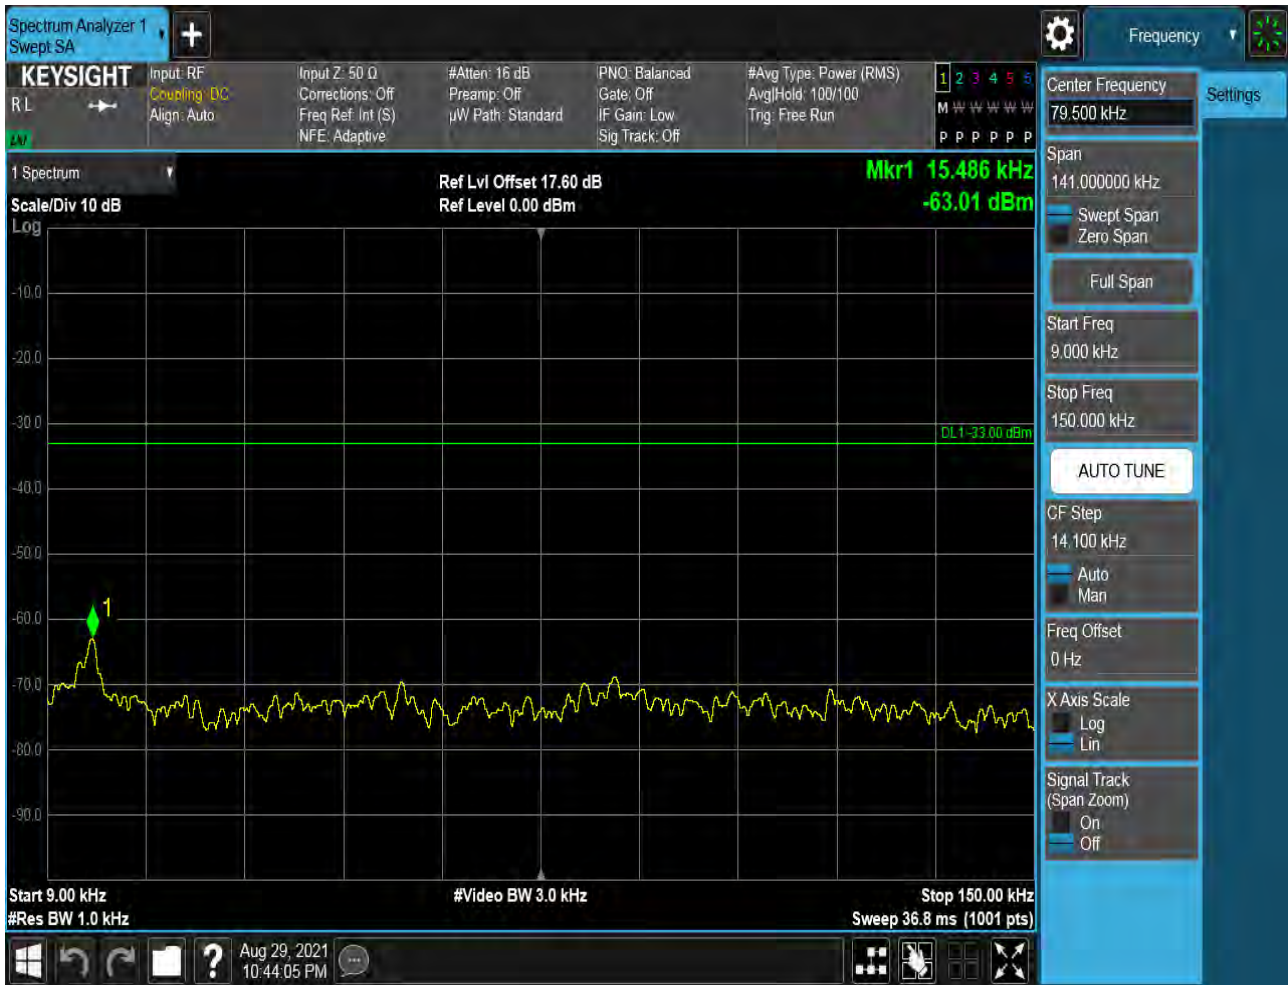 Spectrum Analyzer 1
Swept SA
Frequency
KEYSIGHT
R L
Input: RF
Coupling: DC
Align: Auto
Input Z: 50 Ω
Corrections: Off
Freq Ref: Int (S)
NFE: Adaptive
#Atten: 16 dB
Preamp: Off
µW Path: Standard
PNO: Balanced
Gate: Off
IF Gain: Low
Sig Track: Off
#Avg Type: Power (RMS)
Avg|Hold: 100/100
Trig: Free Run
1 2 3 4 5 6
M W W W W W
P P P P P P
1 Spectrum
Scale/Div 10 dB
Log
Ref Lvl Offset 17.60 dB
Ref Level 0.00 dBm
Mkr1 15.486 kHz
-63.01 dBm
-10.0
-20.0
-30.0
DL1 -33.00 dBm
-40.0
-50.0
-60.0
1
-70.0
-80.0
-90.0
Start 9.00 kHz
#Res BW 1.0 kHz
#Video BW 3.0 kHz
Stop 150.00 kHz
Sweep 36.8 ms (1001 pts)
Center Frequency
79.500 kHz
Settings
Span
141.000000 kHz
Swept Span
Zero Span
Full Span
Start Freq
9.000 kHz
Stop Freq
150.000 kHz
AUTO TUNE
CF Step
14.100 kHz
Auto
Man
Freq Offset
0 Hz
X Axis Scale
Log
Lin
Signal Track
(Span Zoom)
On
Off
?
Aug 29, 2021
10:44:05 PM